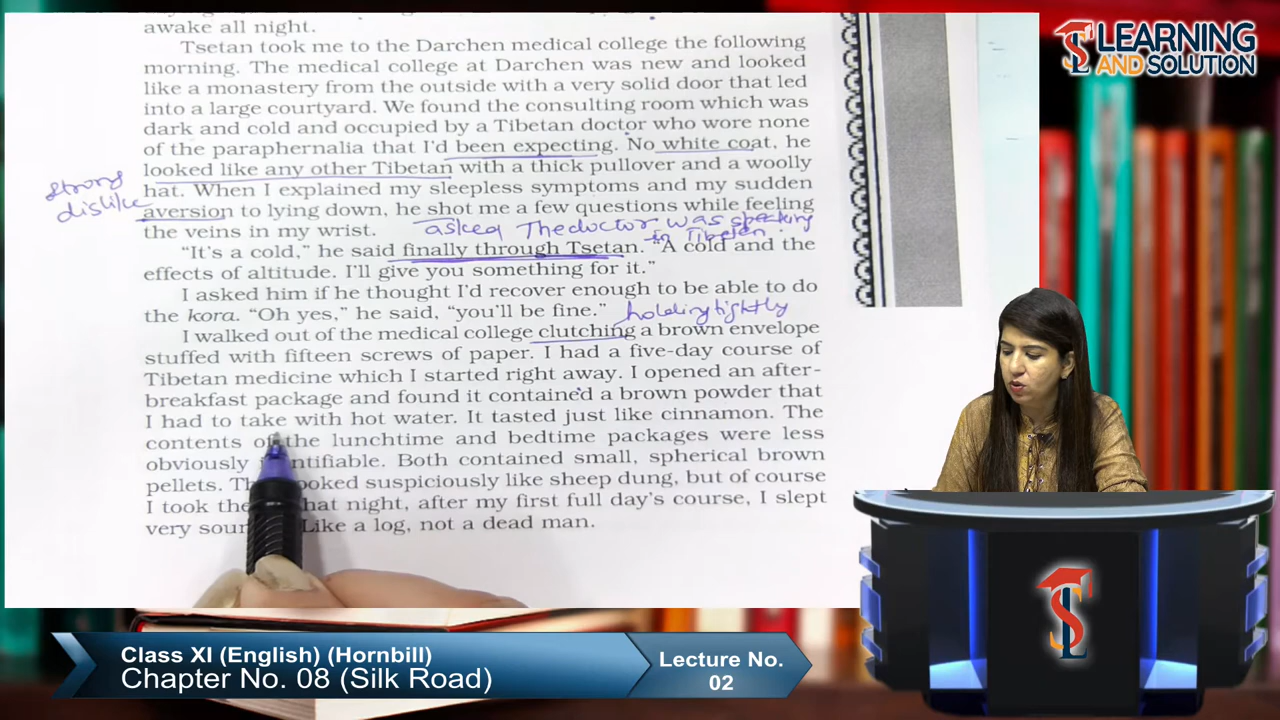 awake all night.
Tsetan took me to the Darchen medical college the following
morning. The medical college at Darchen was new and looked
like a monastery from the outside with a very solid door that led
into a large courtyard. We found the consulting room which was
dark and cold and occupied by a Tibetan doctor who wore none
of the paraphernalia that I'd been expecting. No white coat, he
looked like any other Tibetan with a thick pullover and a woolly
hat. When I explained my sleepless symptoms and my sudden
strong
dislike
aversion to lying down, he shot me a few questions while feeling
the veins in my wrist.
asked The doctor was speaking
in Tibetan.
"It's a cold," he said finally through Tsetan. "A cold and the
effects of altitude. I'll give you something for it."
I asked him if he thought I'd recover enough to be able to do
the kora. "Oh yes," he said, "you'll be fine."
holding tightly
I walked out of the medical college clutching a brown envelope
stuffed with fifteen screws of paper. I had a five-day course of
Tibetan medicine which I started right away. I opened an after-
breakfast package and found it contained a brown powder that
I had to take with hot water. It tasted just like cinnamon. The
contents of the lunchtime and bedtime packages were less
obviously Both contained small, spherical brown
pellets. looked suspiciously like sheep dung, but of course
I took night, after my first full day's course, I slept
very Like a log, not a dead man.
LEARNING
AND SOLUTION
Class XI (English) (Hornbill)
Chapter No. 08 (Silk Road)
Lecture No.
02